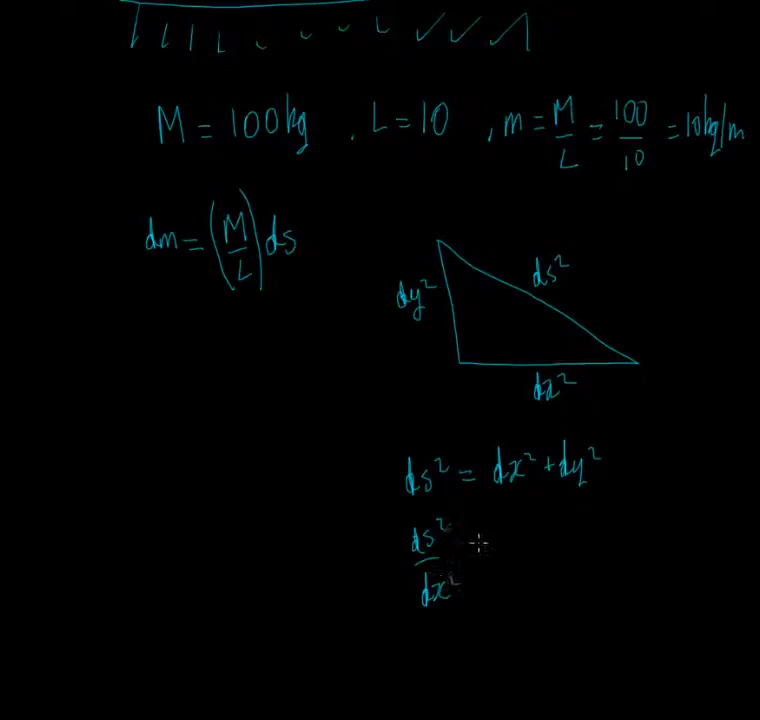 M = 100kg , L = 10 , m = M/L = 100/10 = 10kg/m
dm = (M/L) ds
ds²
dy²
dx²
ds² = dx² + dy²
ds²/dx²